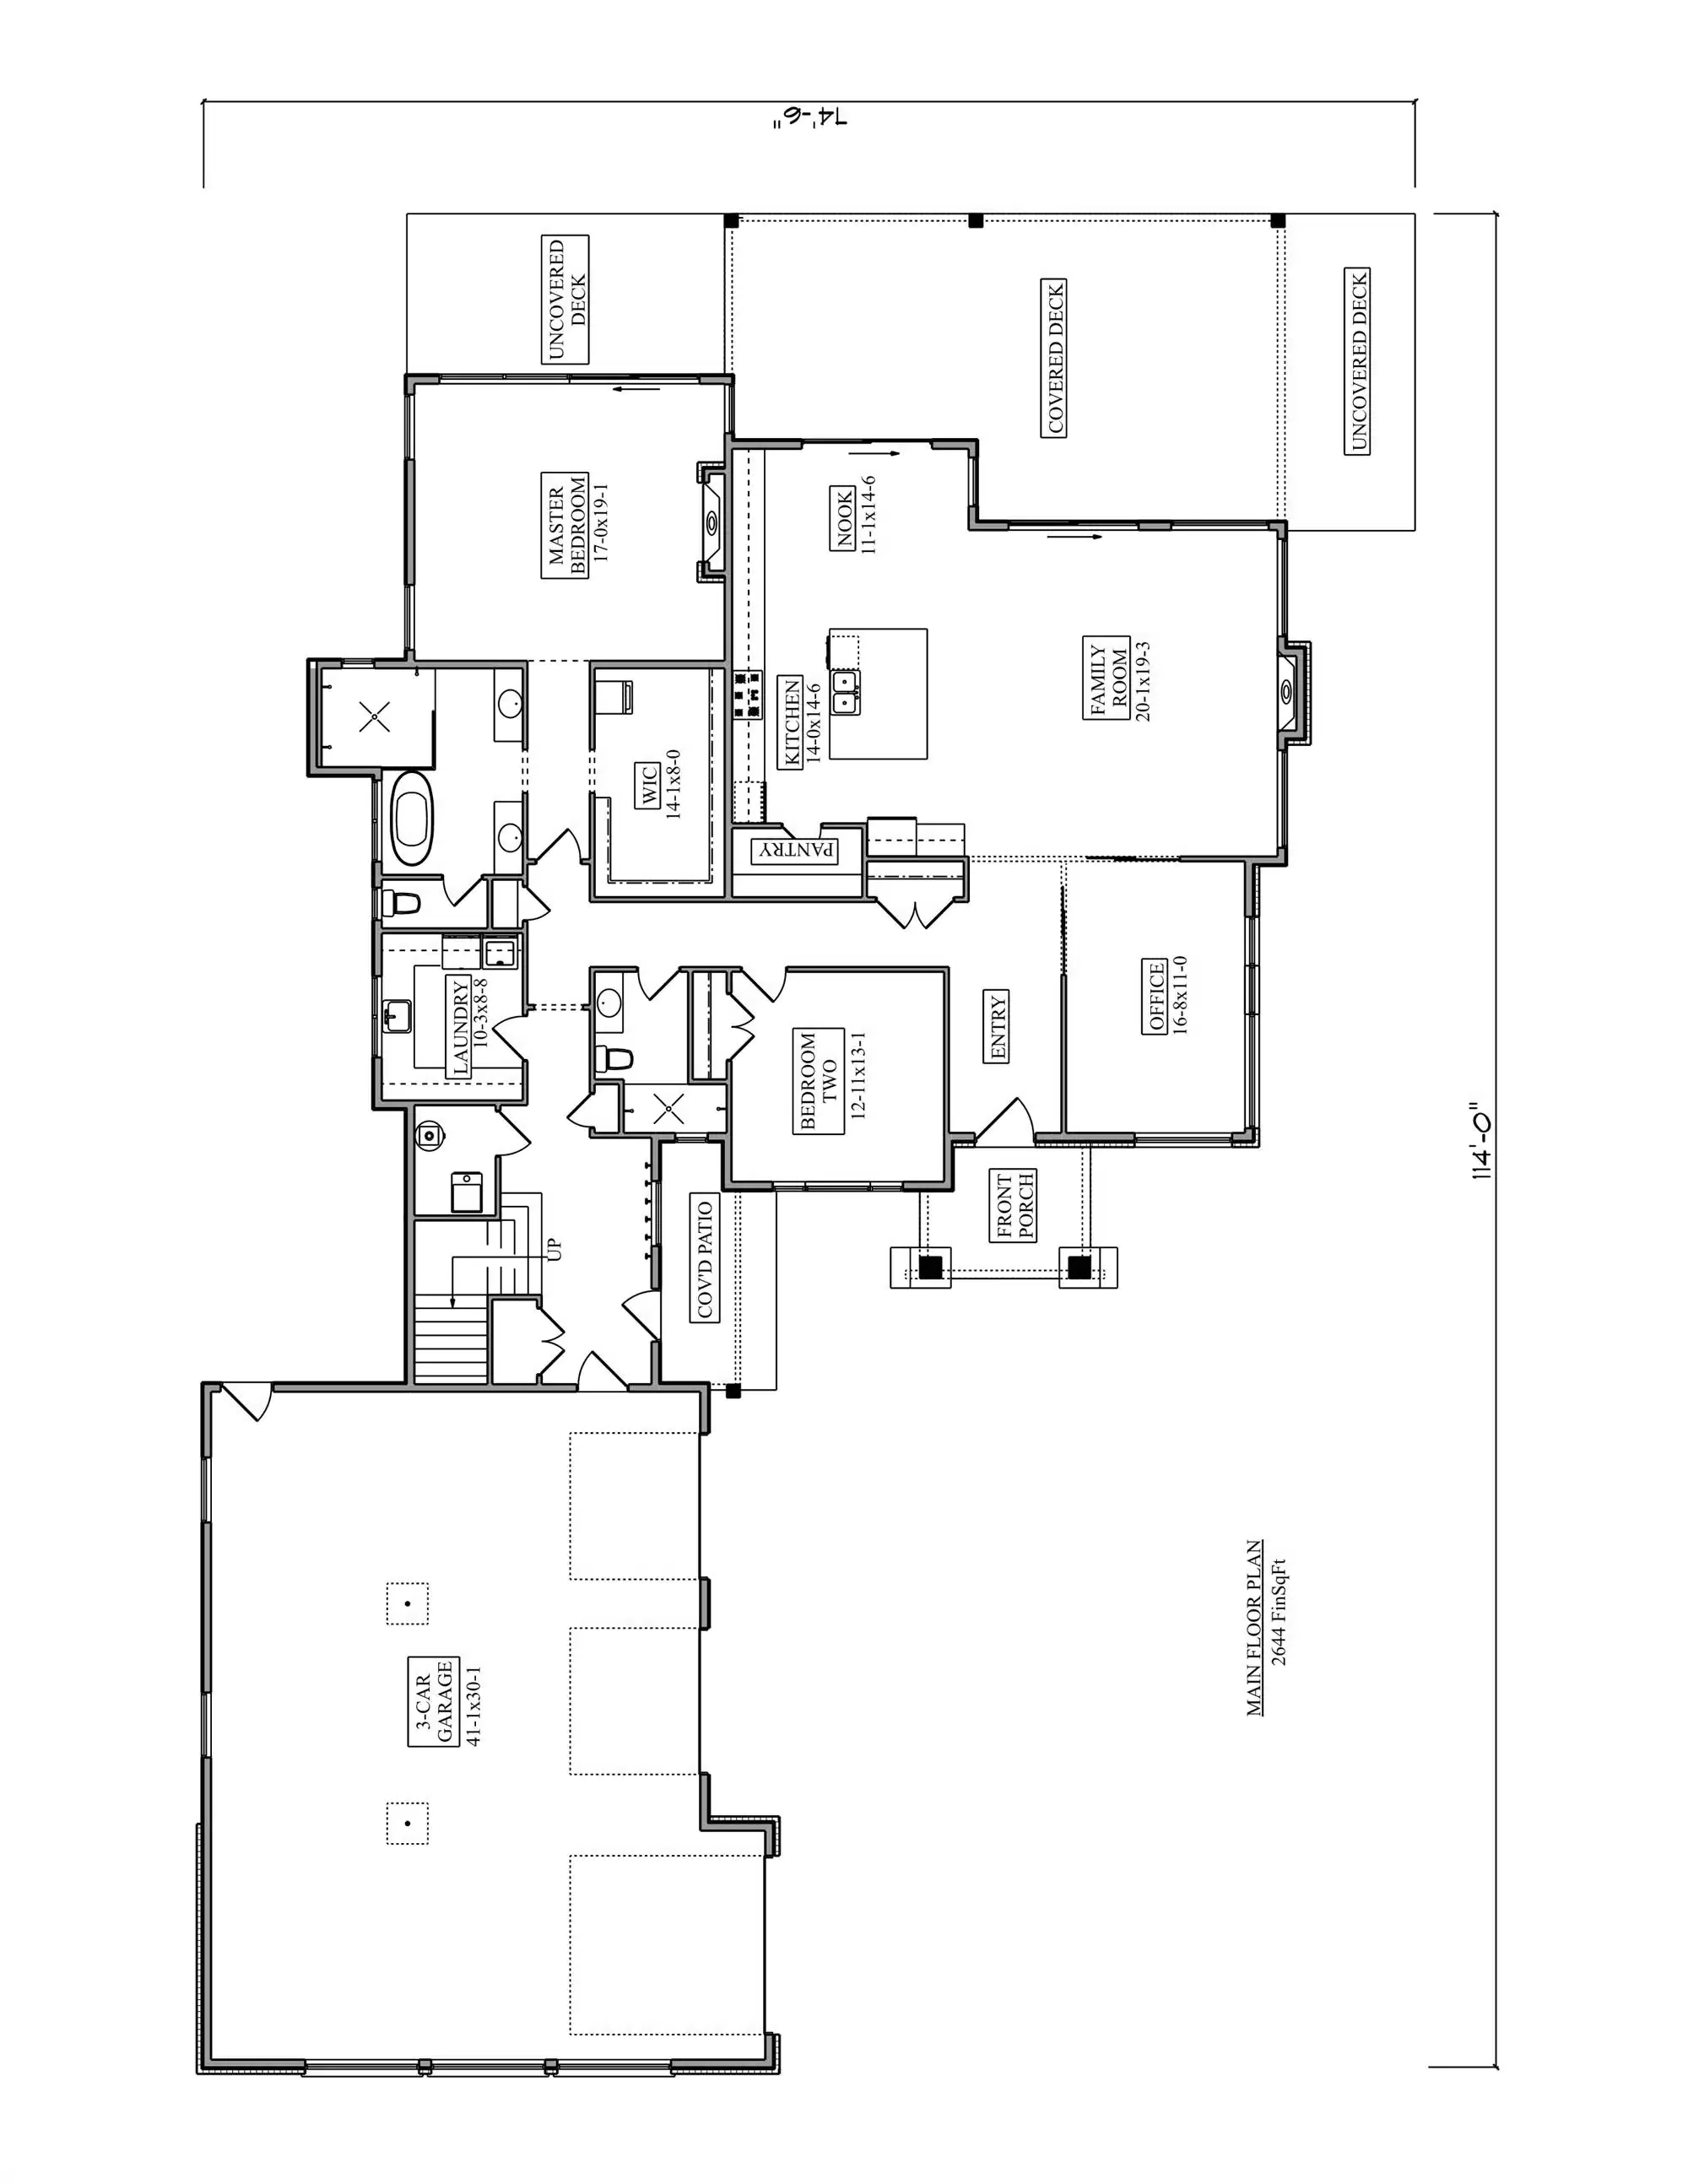 74'-6"
UNCOVERED
DECK
COVERED DECK
UNCOVERED DECK
MASTER
BEDROOM
17-0x19-1
NOOK
11-1x14-6
KITCHEN
14-0x14-6
FAMILY
ROOM
20-1x19-3
WIC
14-1x8-0
PANTRY
LAUNDRY
10-3x8-8
BEDROOM
TWO
12-11x13-1
ENTRY
OFFICE
16-8x11-0
114'-0"
UP
COV'D PATIO
FRONT
PORCH
3-CAR
GARAGE
41-1x30-1
MAIN FLOOR PLAN
2644 FinSqFt